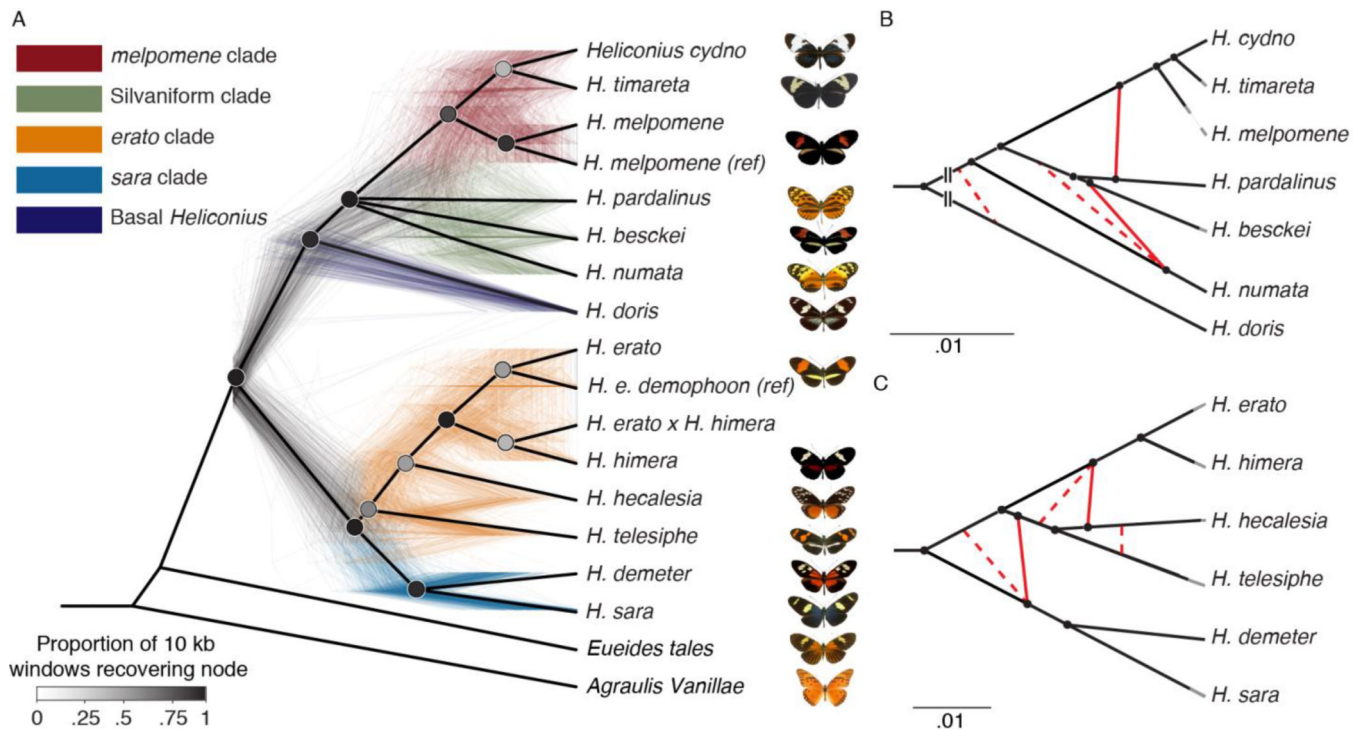 A
melpomene clade
Silvaniform clade
erato clade
sara clade
Basal Heliconius
Heliconius cydno
H. timareta
H. melpomene
H. melpomene (ref)
H. pardalinus
H. besckei
H. numata
H. doris
H. erato
H. e. demophoon (ref)
H. erato x H. himera
H. himera
H. hecalesia
H. telesiphe
H. demeter
H. sara
Eueides tales
Agraulis Vanillae
Proportion of 10 kb
windows recovering node
0 .25 .5 .75 1
B
H. cydno
H. timareta
H. melpomene
H. pardalinus
H. besckei
H. numata
H. doris
.01
C
H. erato
H. himera
H. hecalesia
H. telesiphe
H. demeter
H. sara
.01